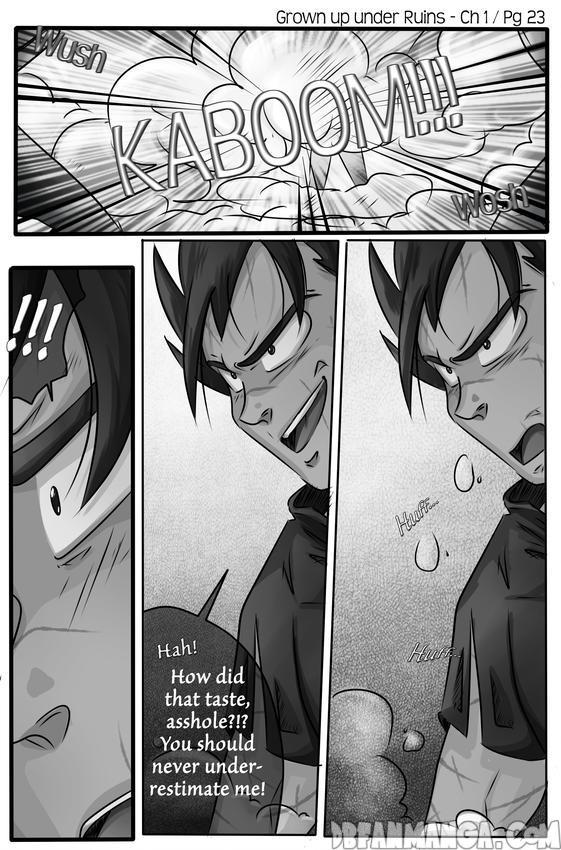 Grown up under Ruins - Ch 1 / Pg 23
Wush
KABOOM!!!!
Wosh
!!!
Hah!
How did
that taste,
asshole?!?
You should
never under-
restimate me!
Huff...
Huff...
DBFANMANGA.COM